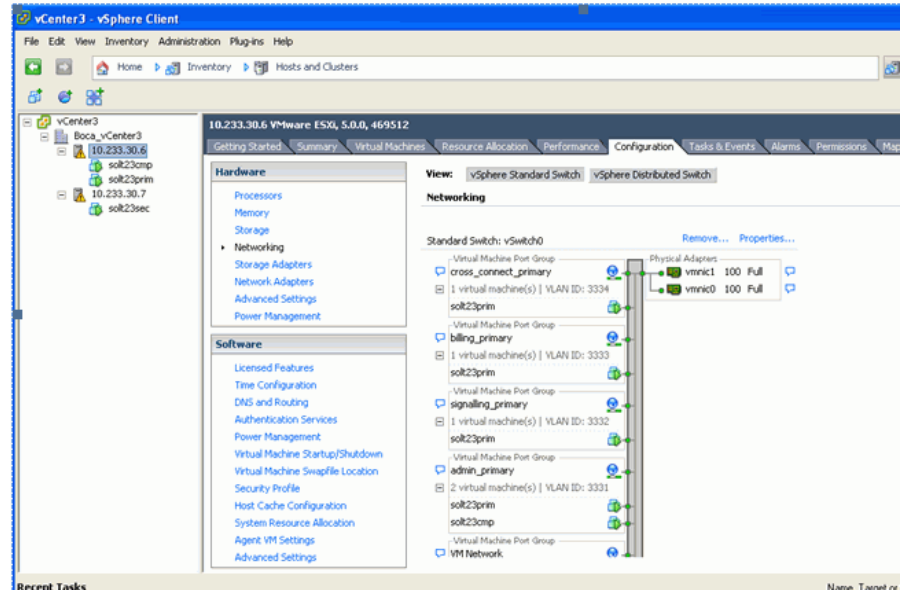 vCenter3 - vSphere Client
File Edit View Inventory Administration Plug-ins Help
Home Inventory Hosts and Clusters
vCenter3
Boca_vCenter3
10.233.30.6
solt23cmp
solt23prim
10.233.30.7
solt23sec
10.233.30.6 VMware ESXi, 5.0.0, 469512
Getting Started Summary Virtual Machines Resource Allocation Performance Configuration Tasks & Events Alarms Permissions Map
Hardware
Processors
Memory
Storage
Networking
Storage Adapters
Network Adapters
Advanced Settings
Power Management
Software
Licensed Features
Time Configuration
DNS and Routing
Authentication Services
Power Management
Virtual Machine Startup/Shutdown
Virtual Machine Swapfile Location
Security Profile
Host Cache Configuration
System Resource Allocation
Agent VM Settings
Advanced Settings
View: vSphere Standard Switch vSphere Distributed Switch
Networking
Standard Switch: vSwitch0 Remove... Properties...
Virtual Machine Port Group
cross_connect_primary
1 virtual machine(s) | VLAN ID: 3334
solt23prim
Virtual Machine Port Group
billing_primary
1 virtual machine(s) | VLAN ID: 3333
solt23prim
Virtual Machine Port Group
signalling_primary
1 virtual machine(s) | VLAN ID: 3332
solt23prim
Virtual Machine Port Group
admin_primary
2 virtual machine(s) | VLAN ID: 3331
solt23prim
solt23cmp
Virtual Machine Port Group
VM Network
Physical Adapters
vmnic1 100 Full
vmnic0 100 Full
Recent Tasks
Name, Target or